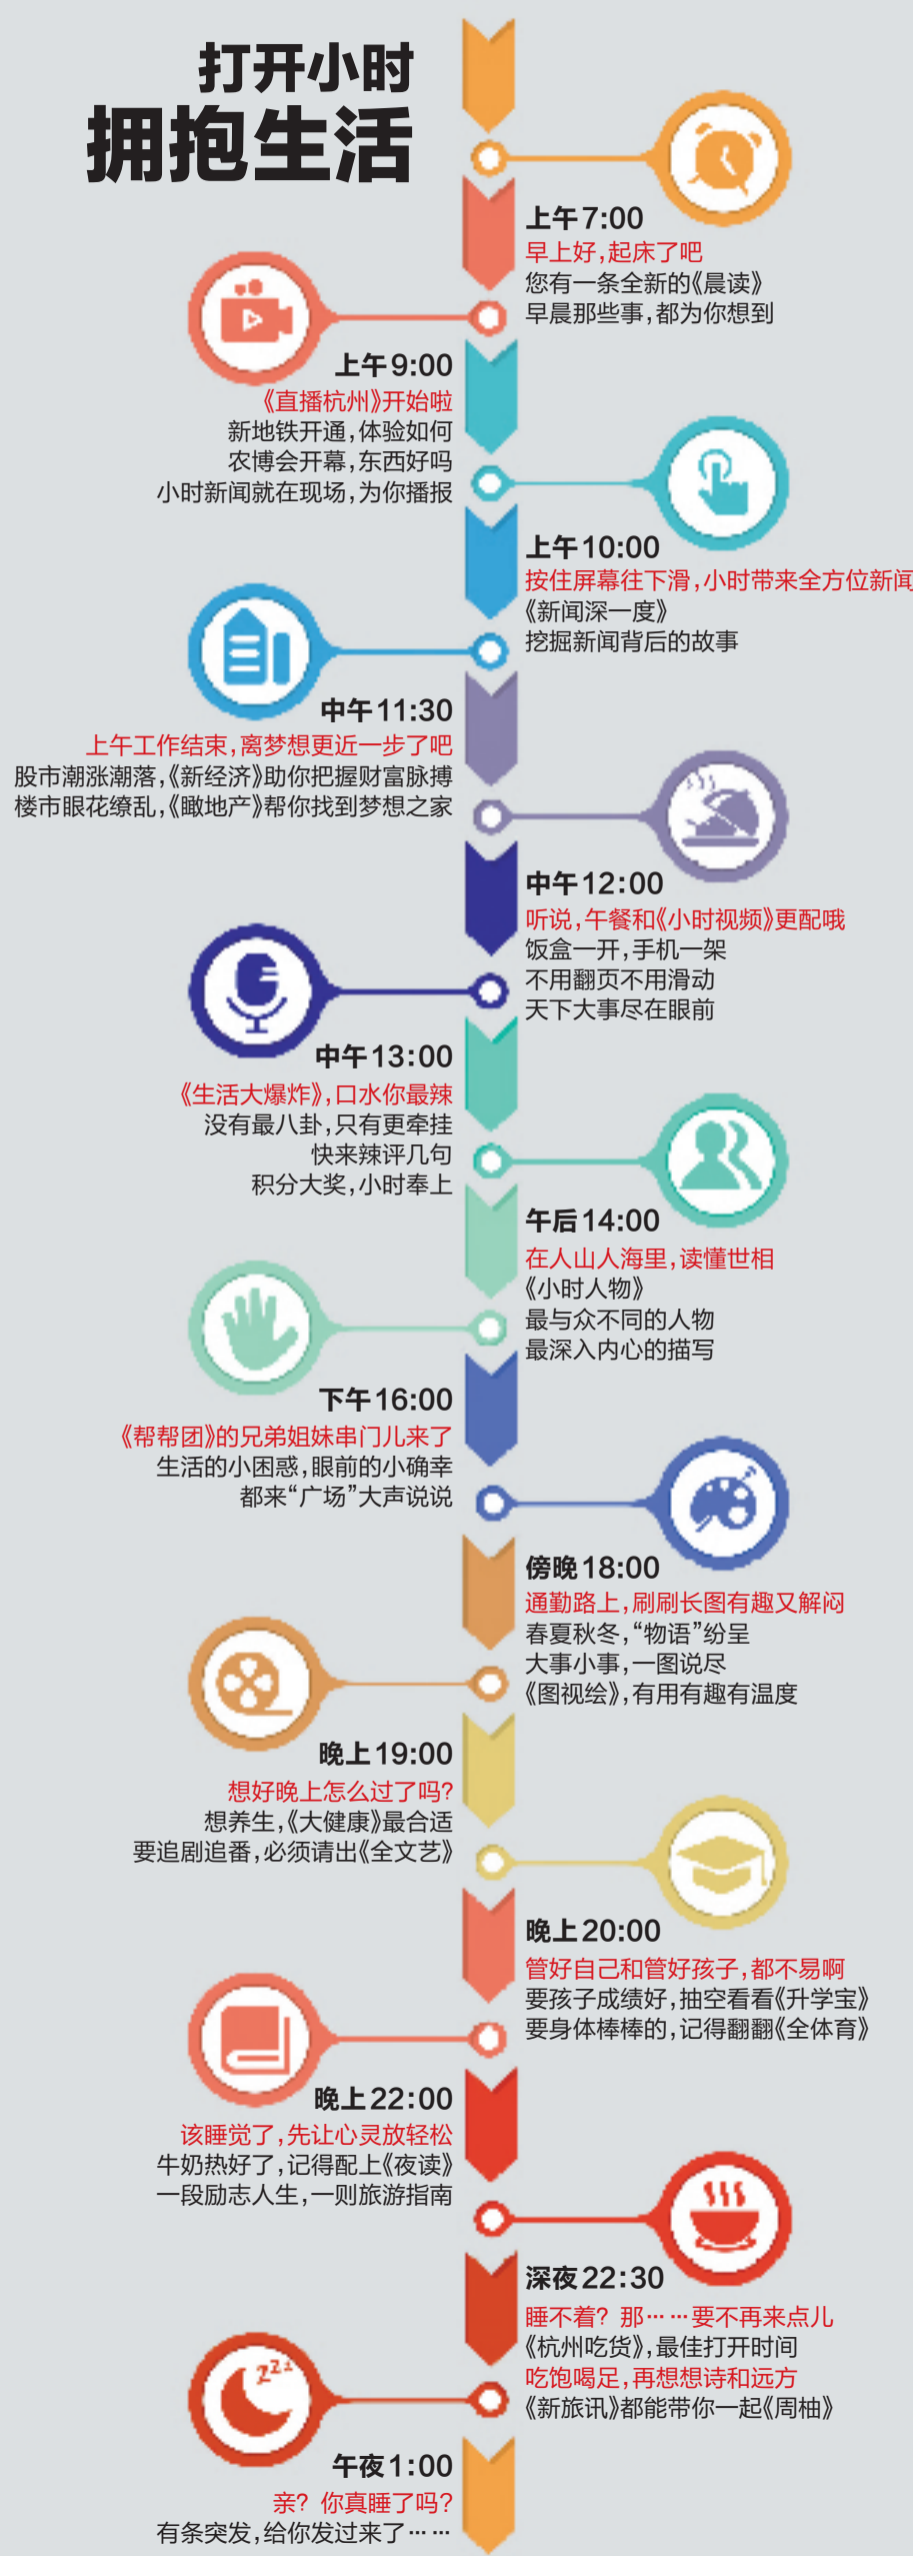 打开小时
拥抱生活
上午7:00
早上好,起床了吧
您有一条全新的《晨读》
早晨那些事,都为你想到
上午9:00
《直播杭州》开始啦
新地铁开通,体验如何
农博会开幕,东西好吗
小时新闻就在现场,为你播报
上午10:00
按住屏幕往下滑,小时带来全方位新闻
《新闻深一度》
挖掘新闻背后的故事
中午11:30
上午工作结束,离梦想更近一步了吧
股市潮涨潮落,《新经济》助你把握财富脉搏
楼市眼花缭乱,《瞰地产》帮你找到梦想之家
中午12:00
听说,午餐和《小时视频》更配哦
饭盒一开,手机一架
不用翻页不用滑动
天下大事尽在眼前
中午13:00
《生活大爆炸》,口水你最辣
没有最八卦,只有更牵挂
快来辣评几句
积分大奖,小时奉上
午后14:00
在人山人海里,读懂世相
《小时人物》
最与众不同的人物
最深入内心的描写
下午16:00
《帮帮团》的兄弟姐妹串门儿来了
生活的小困惑,眼前的小确幸
都来“广场”大声说说
傍晚18:00
通勤路上,刷刷长图有趣又解闷
春夏秋冬,“物语”纷呈
大事小事,一图说尽
《图视绘》,有用有趣有温度
晚上19:00
想好晚上怎么过了吗?
想养生,《大健康》最合适
要追剧追番,必须请出《全文艺》
晚上20:00
管好自己和管好孩子,都不易啊
要孩子成绩好,抽空看看《升学宝》
要身体棒棒的,记得翻翻《全体育》
晚上22:00
该睡觉了,先让心灵放轻松
牛奶热好了,记得配上《夜读》
一段励志人生,一则旅游指南
深夜22:30
睡不着? 那……要不再来点儿
《杭州吃货》,最佳打开时间
吃饱喝足,再想想诗和远方
《新旅讯》都能带你一起《周柚》
zzz
午夜1:00
亲? 你真睡了吗?
有条突发,给你发过来了……